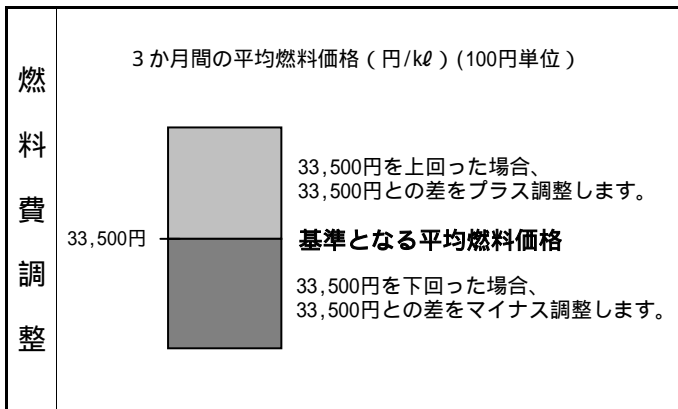 燃料費調整
3か月間の平均燃料価格（円/kℓ）(100円単位）
33,500円を上回った場合、
33,500円との差をプラス調整します。
33,500円
基準となる平均燃料価格
33,500円を下回った場合、
33,500円との差をマイナス調整します。